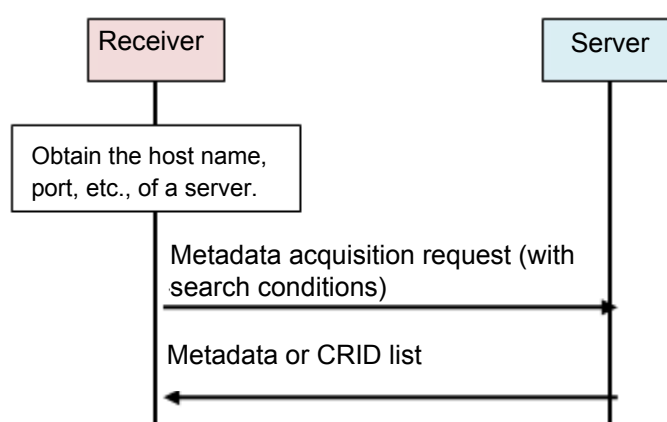 Receiver
Server
Obtain the host name,
port, etc., of a server.
Metadata acquisition request (with
search conditions)
Metadata or CRID list